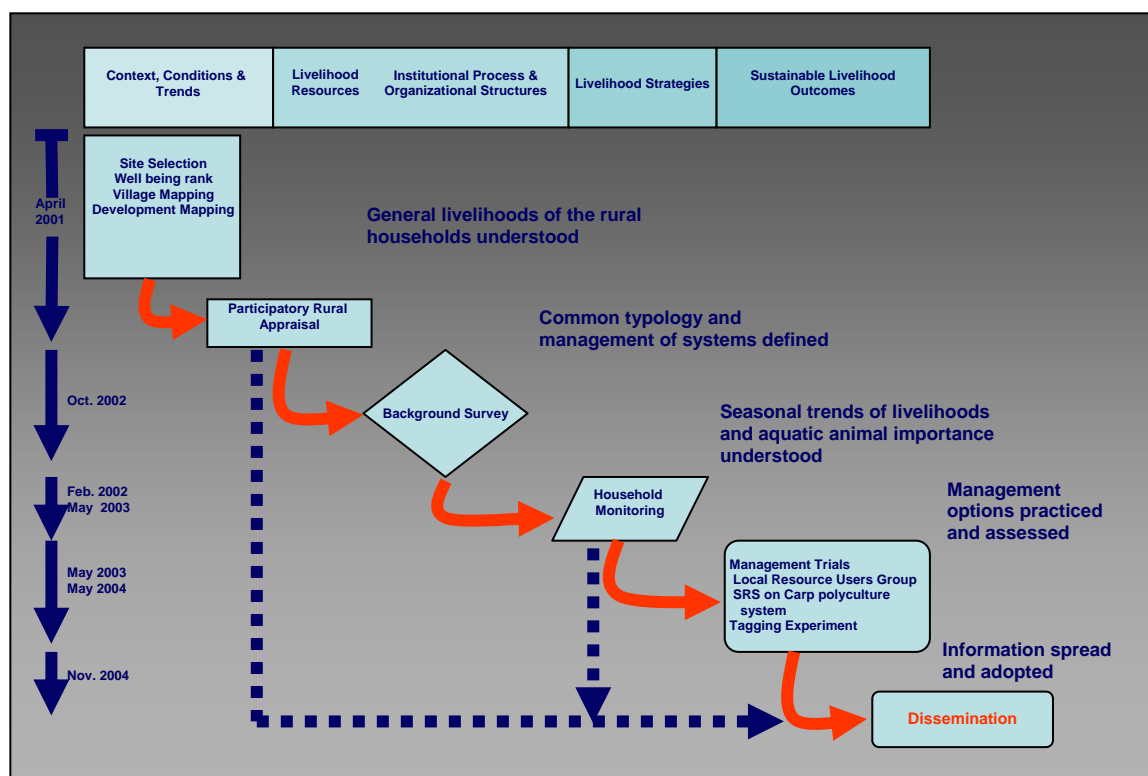 Context, Conditions &
Trends
Livelihood
Resources
Institutional Process &
Organizational Structures
Livelihood Strategies
Sustainable Livelihood
Outcomes
Site Selection
Well being rank
Village Mapping
Development Mapping
April
2001
General livelihoods of the rural
households understood
Participatory Rural
Appraisal
Common typology and
management of systems defined
Oct. 2002
Background Survey
Seasonal trends of livelihoods
and aquatic animal importance
understood
Feb. 2002
May 2003
Household
Monitoring
Management
options practiced
and assessed
May 2003
May 2004
Management Trials
Local Resource Users Group
SRS on Carp polyculture
system
Tagging Experiment
Information spread
and adopted
Nov. 2004
Dissemination